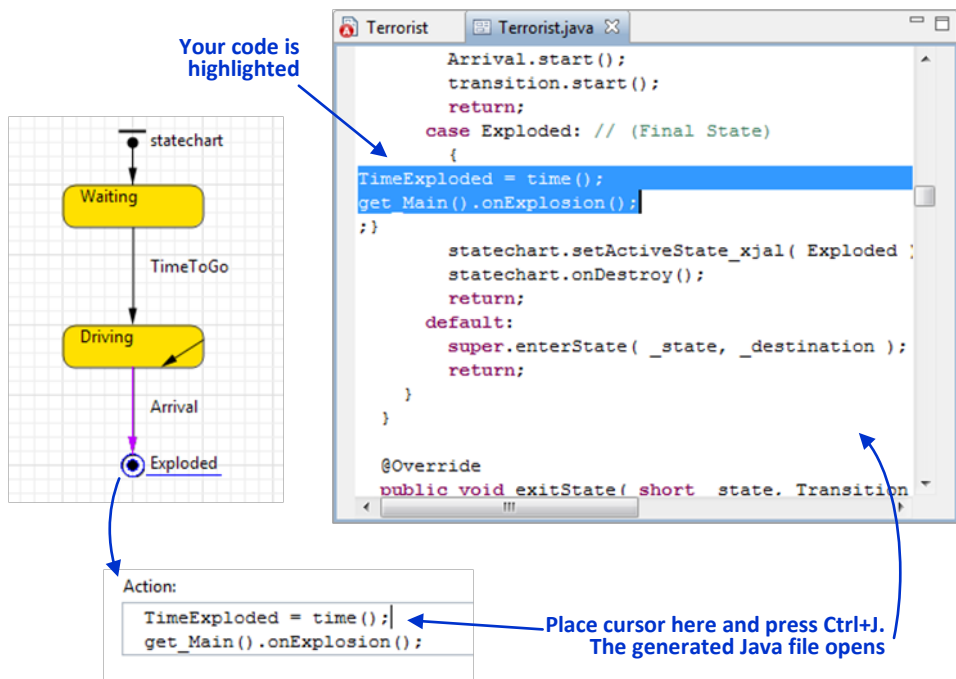 Your code is
highlighted
Terrorist
Terrorist.java
Arrival.start();
transition.start();
return;
case Exploded: // (Final State)
{
TimeExploded = time();
get_Main().onExplosion();
;}
statechart.setActiveState_xjal( Exploded )
statechart.onDestroy();
return;
default:
super.enterState( _state, _destination );
return;
}
}
@Override
public void exitState( short _state, Transition
statechart
Waiting
TimeToGo
Driving
Arrival
Exploded
Action:
TimeExploded = time();
get_Main().onExplosion();
Place cursor here and press Ctrl+J.
The generated Java file opens